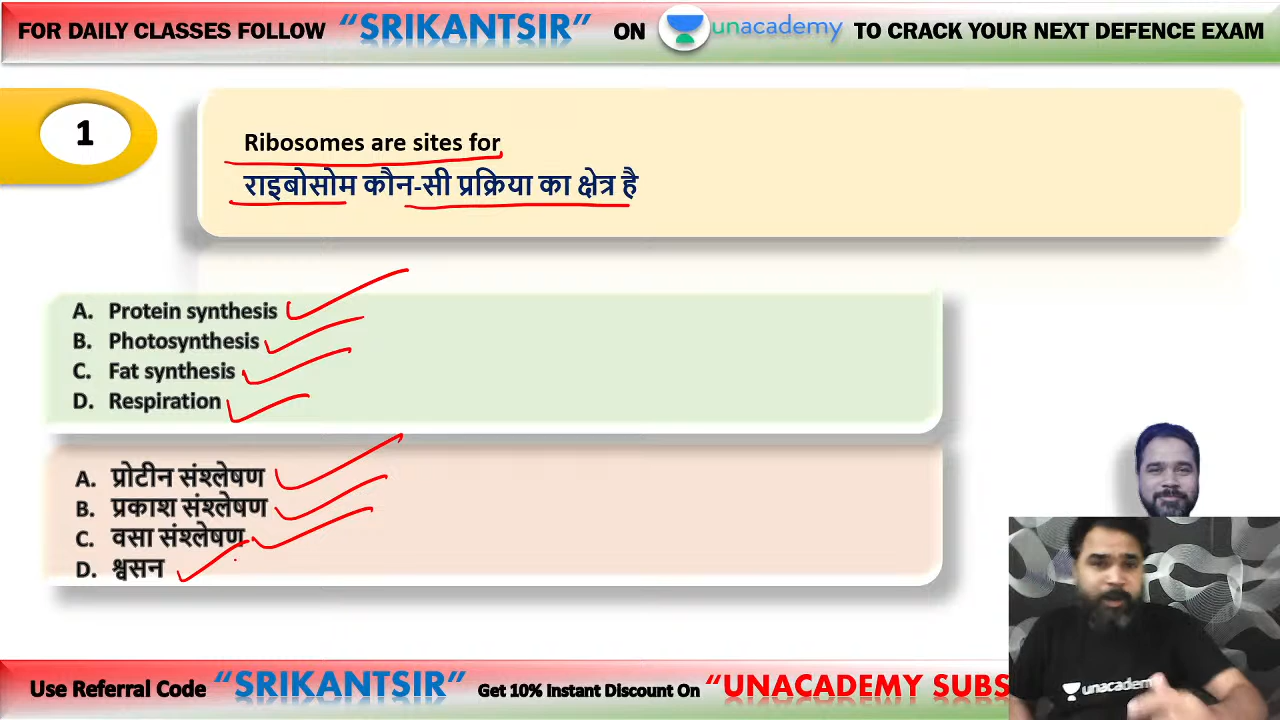 FOR DAILY CLASSES FOLLOW “SRIKANTSIR” ON unacademy TO CRACK YOUR NEXT DEFENCE EXAM
1
Ribosomes are sites for
राइबोसोम कौन-सी प्रक्रिया का क्षेत्र है
A. Protein synthesis
B. Photosynthesis
C. Fat synthesis
D. Respiration
A. प्रोटीन संश्लेषण
B. प्रकाश संश्लेषण
C. वसा संश्लेषण
D. श्वसन
unacademy
Use Referral Code “SRIKANTSIR” Get 10% Instant Discount On “UNACADEMY SUBS